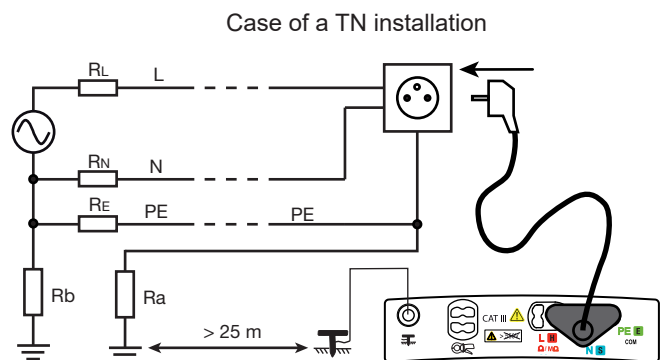 Case of a TN installation
RL L
RN N
RE PE PE
Rb Ra
> 25 m
CAT III
L H
Ω/MΩ
N S
PE E
COM